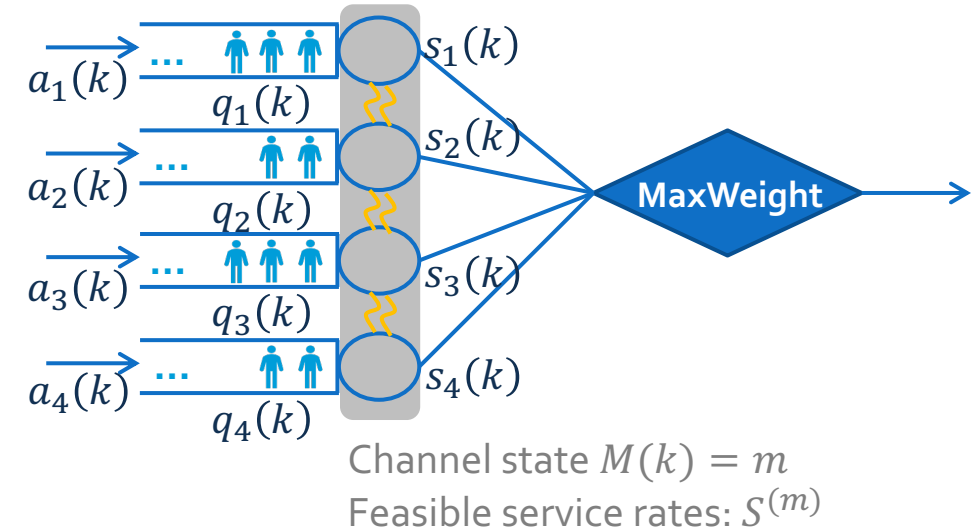 ... s₁(k)
a₁(k)
q₁(k)
... s₂(k)
a₂(k)
q₂(k)
MaxWeight
...
a₃(k) s₃(k)
q₃(k)
...
a₄(k) s₄(k)
q₄(k)
Channel state M(k) = m
Feasible service rates: S⁽ᵐ⁾